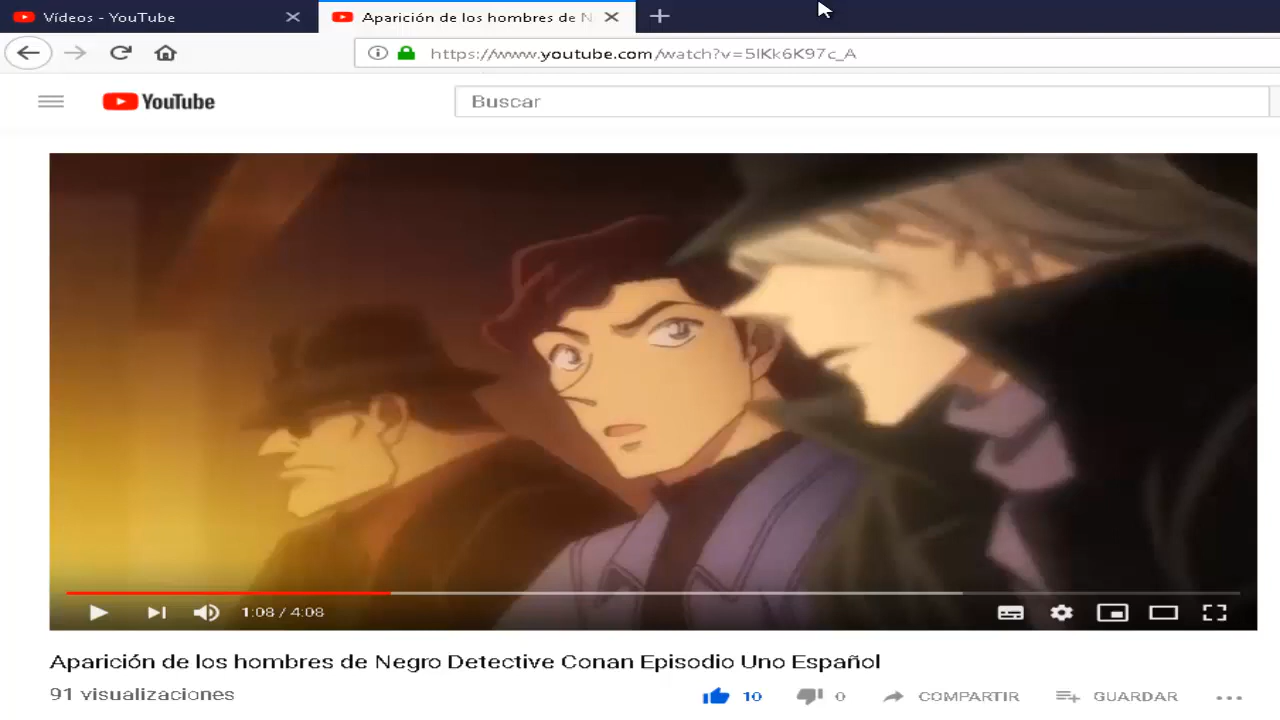 Vídeos - YouTube
Aparición de los hombres de N
https://www.youtube.com/watch?v=5lKk6K97c_A
YouTube
Buscar
1:08 / 4:08
Aparición de los hombres de Negro Detective Conan Episodio Uno Español
91 visualizaciones
10
0
COMPARTIR
GUARDAR